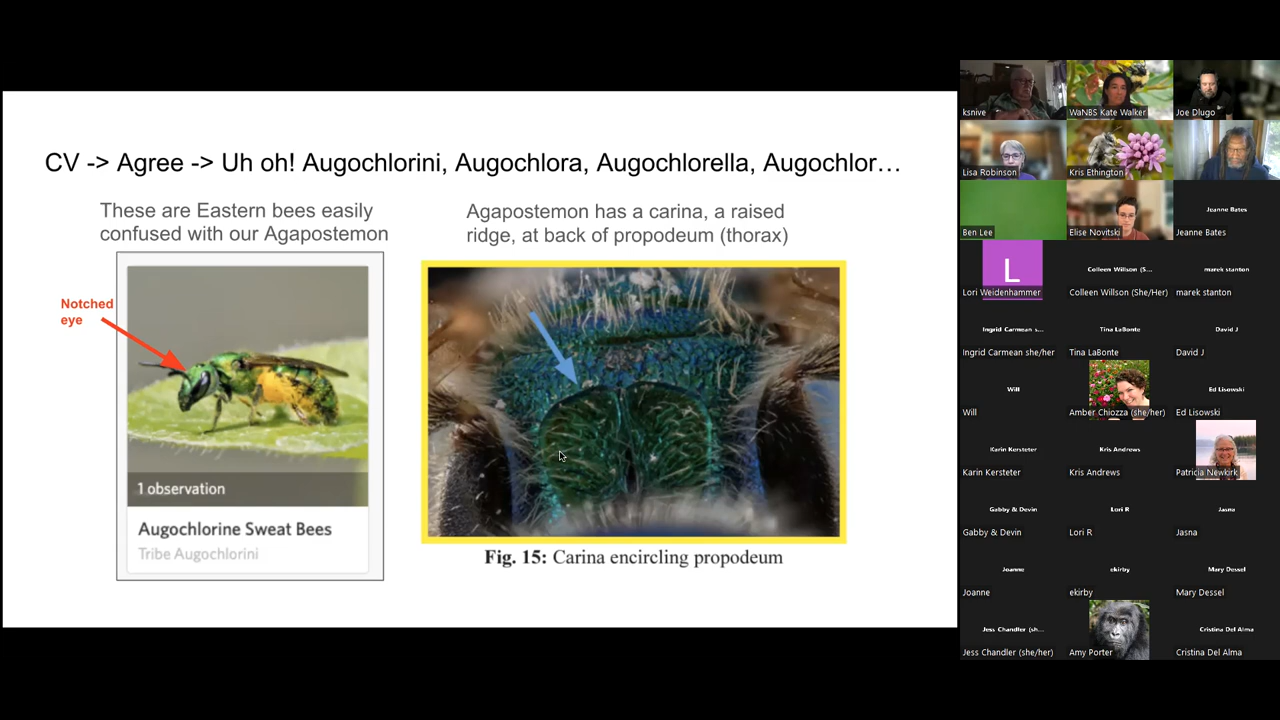 CV -> Agree -> Uh oh! Augochlorini, Augochlora, Augochlorella, Augochlor…
These are Eastern bees easily
confused with our Agapostemon
Notched
eye
1 observation
Augochlorine Sweat Bees
Tribe Augochlorini
Agapostemon has a carina, a raised
ridge, at back of propodeum (thorax)
Fig. 15: Carina encircling propodeum
ksnive
WaNBS Kate Walker
Joe Dlugo
Lisa Robinson
Kris Ethington
Ben Lee
Elise Novitski
Jeanne Bates
Jeanne Bates
L
Lori Weidenhammer
Colleen Willson (S...
Colleen Willson (She/Her)
marek stanton
marek stanton
Ingrid Carmean s...
Ingrid Carmean she/her
Tina LaBonte
Tina LaBonte
David J
David J
Will
Will
Amber Chiozza (she/her)
Ed Lisowski
Ed Lisowski
Karin Kersteter
Karin Kersteter
Kris Andrews
Kris Andrews
Patricia Newkirk
Gabby & Devin
Gabby & Devin
Lori R
Lori R
Jasna
Jasna
Joanne
Joanne
ekirby
ekirby
Mary Dessel
Mary Dessel
Jess Chandler (sh...
Jess Chandler (she/her)
Amy Porter
Cristina Del Alma
Cristina Del Alma